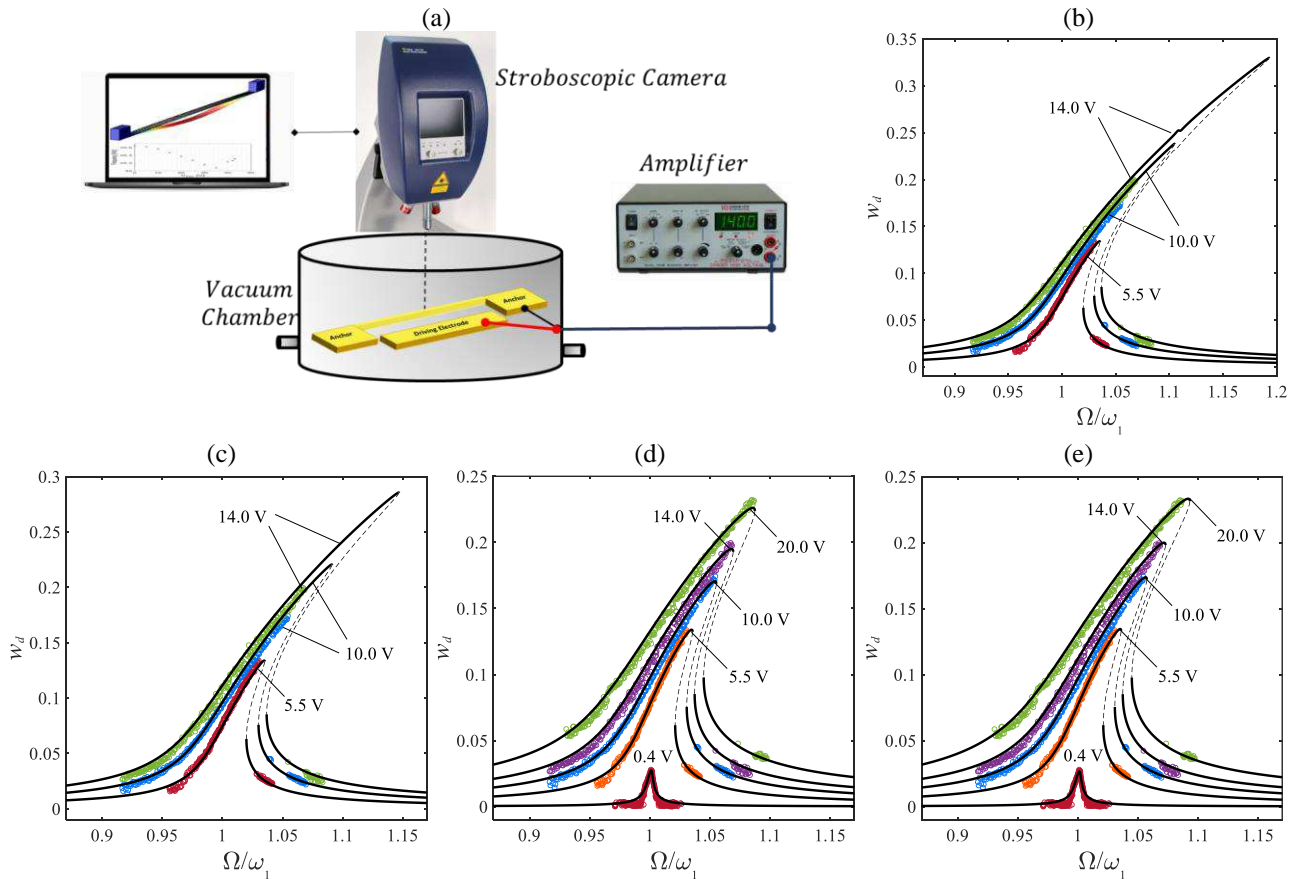 (a)
Stroboscopic Camera
Amplifier
140.0
Vacuum
Chamber
Anchor
Driving Electrode
Anchor
(b)
0.35
0.3
0.25
0.2
0.15
0.1
0.05
0
w_d
14.0 V
10.0 V
5.5 V
0.9
0.95
1
1.05
1.1
1.15
1.2
Ω/ω₁
(c)
0.3
0.25
0.2
0.15
0.1
0.05
0
w_d
14.0 V
10.0 V
5.5 V
0.9
0.95
1
1.05
1.1
1.15
Ω/ω₁
(d)
0.25
0.2
0.15
0.1
0.05
0
w_d
14.0 V
20.0 V
10.0 V
5.5 V
0.4 V
0.9
0.95
1
1.05
1.1
1.15
Ω/ω₁
(e)
0.25
0.2
0.15
0.1
0.05
0
w_d
14.0 V
20.0 V
10.0 V
5.5 V
0.4 V
0.9
0.95
1
1.05
1.1
1.15
Ω/ω₁